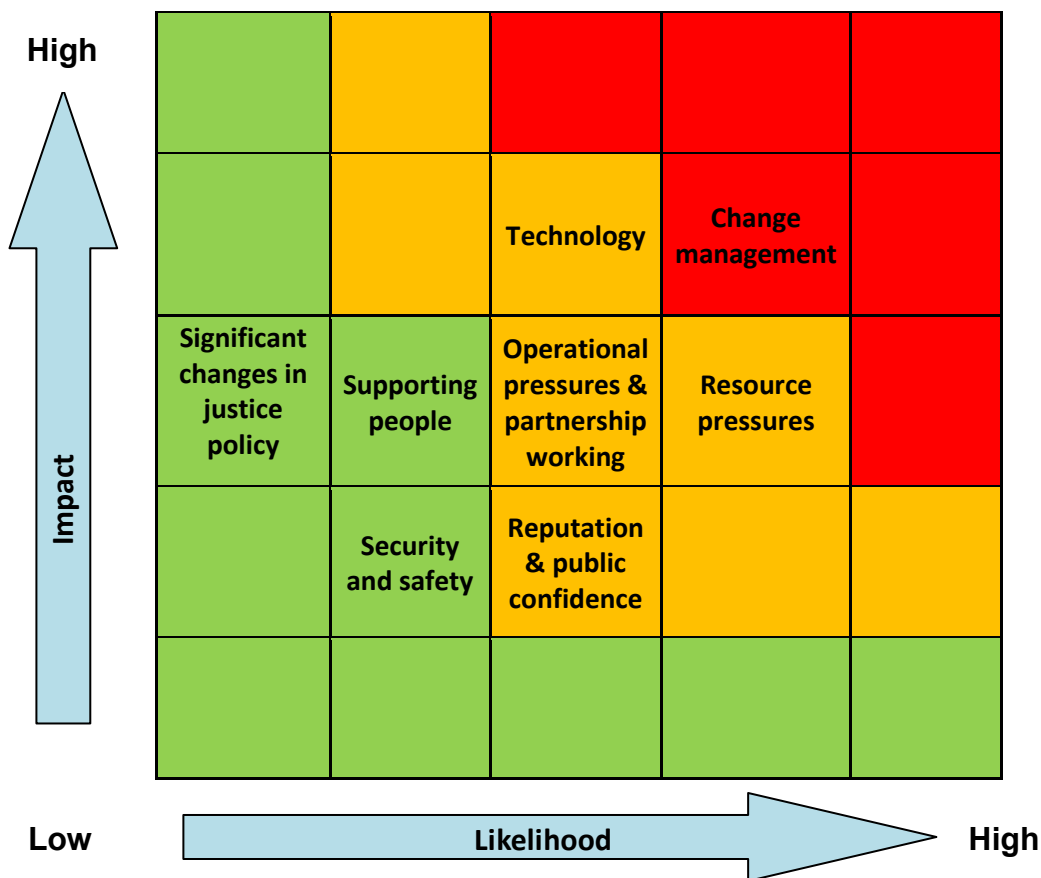 High
Technology
Change
management
Significant
changes in
justice
policy
Supporting
people
Operational
pressures &
partnership
working
Resource
pressures
Impact
Security
and safety
Reputation
& public
confidence
Low
Likelihood
High